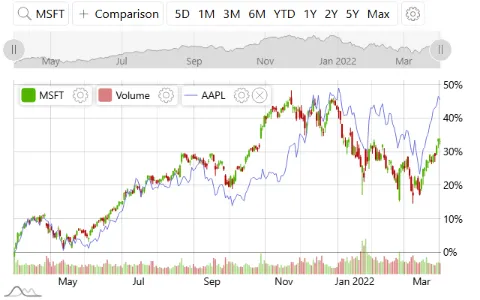 MSFT + Comparison 5D 1M 3M 6M YTD 1Y 2Y 5Y Max
May Jul Sep Nov Jan 2022 Mar
MSFT Volume AAPL
50%
40%
30%
20%
10%
0%
May Jul Sep Nov Jan 2022 Mar